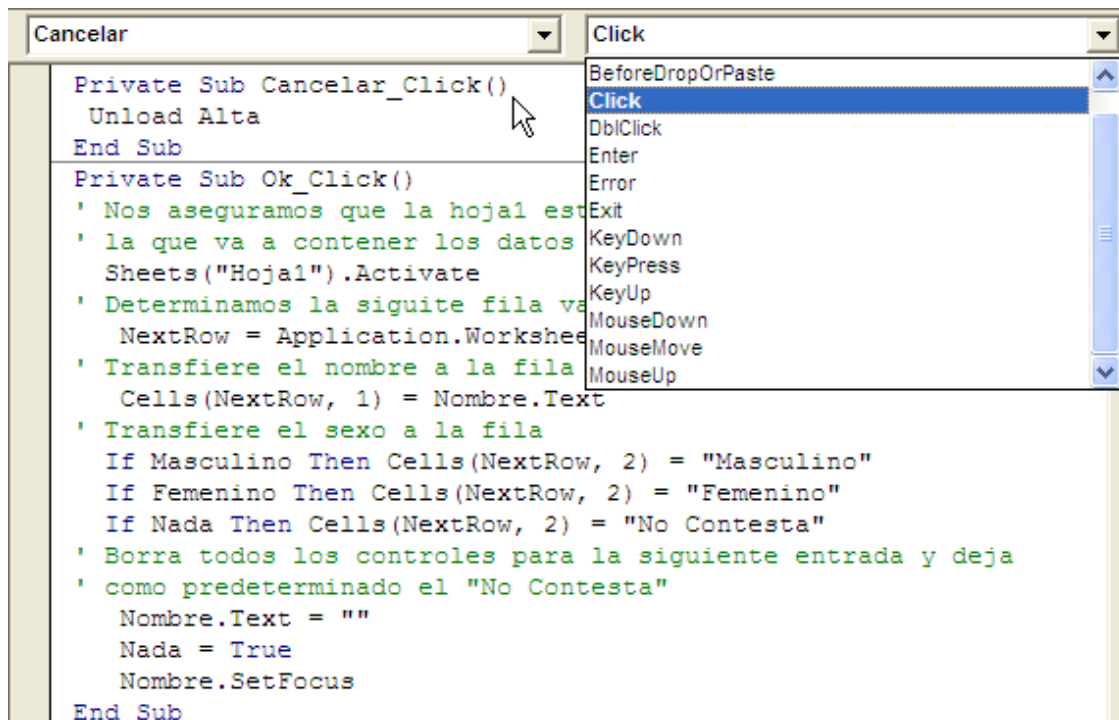 Cancelar
Click
Private Sub Cancelar_Click()
Unload Alta
End Sub
Private Sub Ok_Click()
' Nos aseguramos que la hoja1 est
' la que va a contener los datos
Sheets("Hoja1").Activate
' Determinamos la siguite fila va
NextRow = Application.Workshee
' Transfiere el nombre a la fila
Cells(NextRow, 1) = Nombre.Text
' Transfiere el sexo a la fila
If Masculino Then Cells(NextRow, 2) = "Masculino"
If Femenino Then Cells(NextRow, 2) = "Femenino"
If Nada Then Cells(NextRow, 2) = "No Contesta"
' Borra todos los controles para la siguiente entrada y deja
' como predeterminado el "No Contesta"
Nombre.Text = ""
Nada = True
Nombre.SetFocus
End Sub
BeforeDropOrPaste
Click
DblClick
Enter
Error
Exit
KeyDown
KeyPress
KeyUp
MouseDown
MouseMove
MouseUp